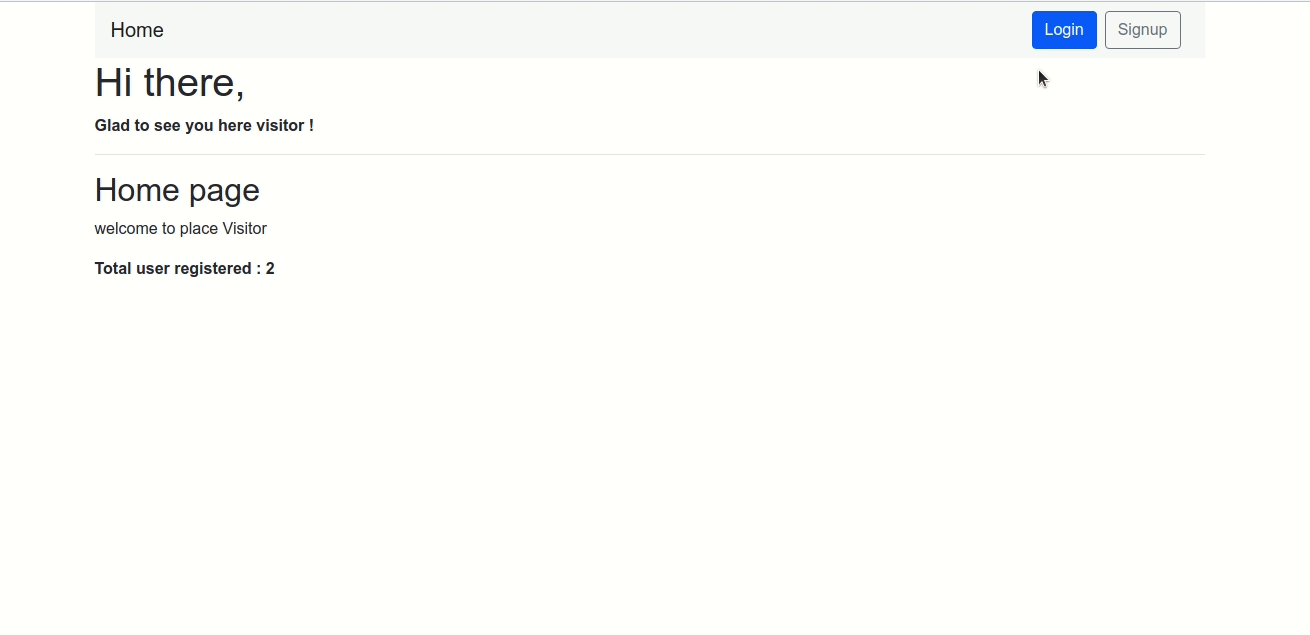 Home Login Signup
Hi there,
Glad to see you here visitor !
Home page
welcome to place Visitor
Total user registered : 2